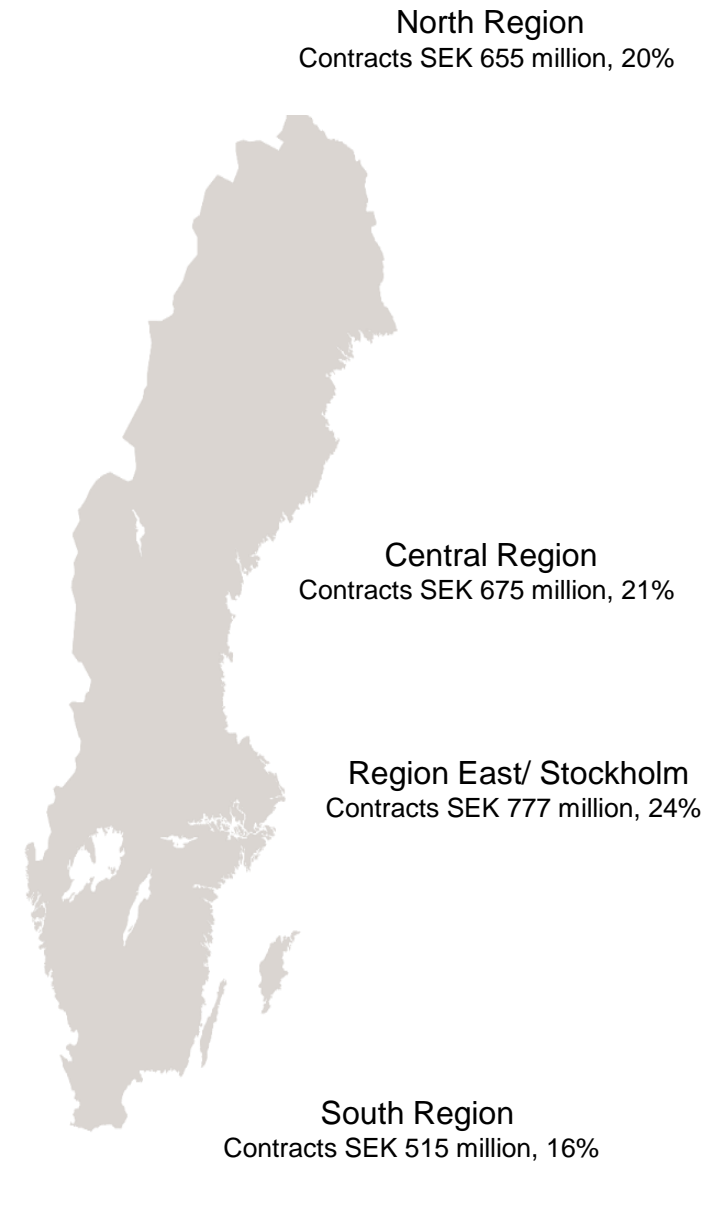 North Region
Contracts SEK 655 million, 20%
Central Region
Contracts SEK 675 million, 21%
Region East/ Stockholm
Contracts SEK 777 million, 24%
South Region
Contracts SEK 515 million, 16%